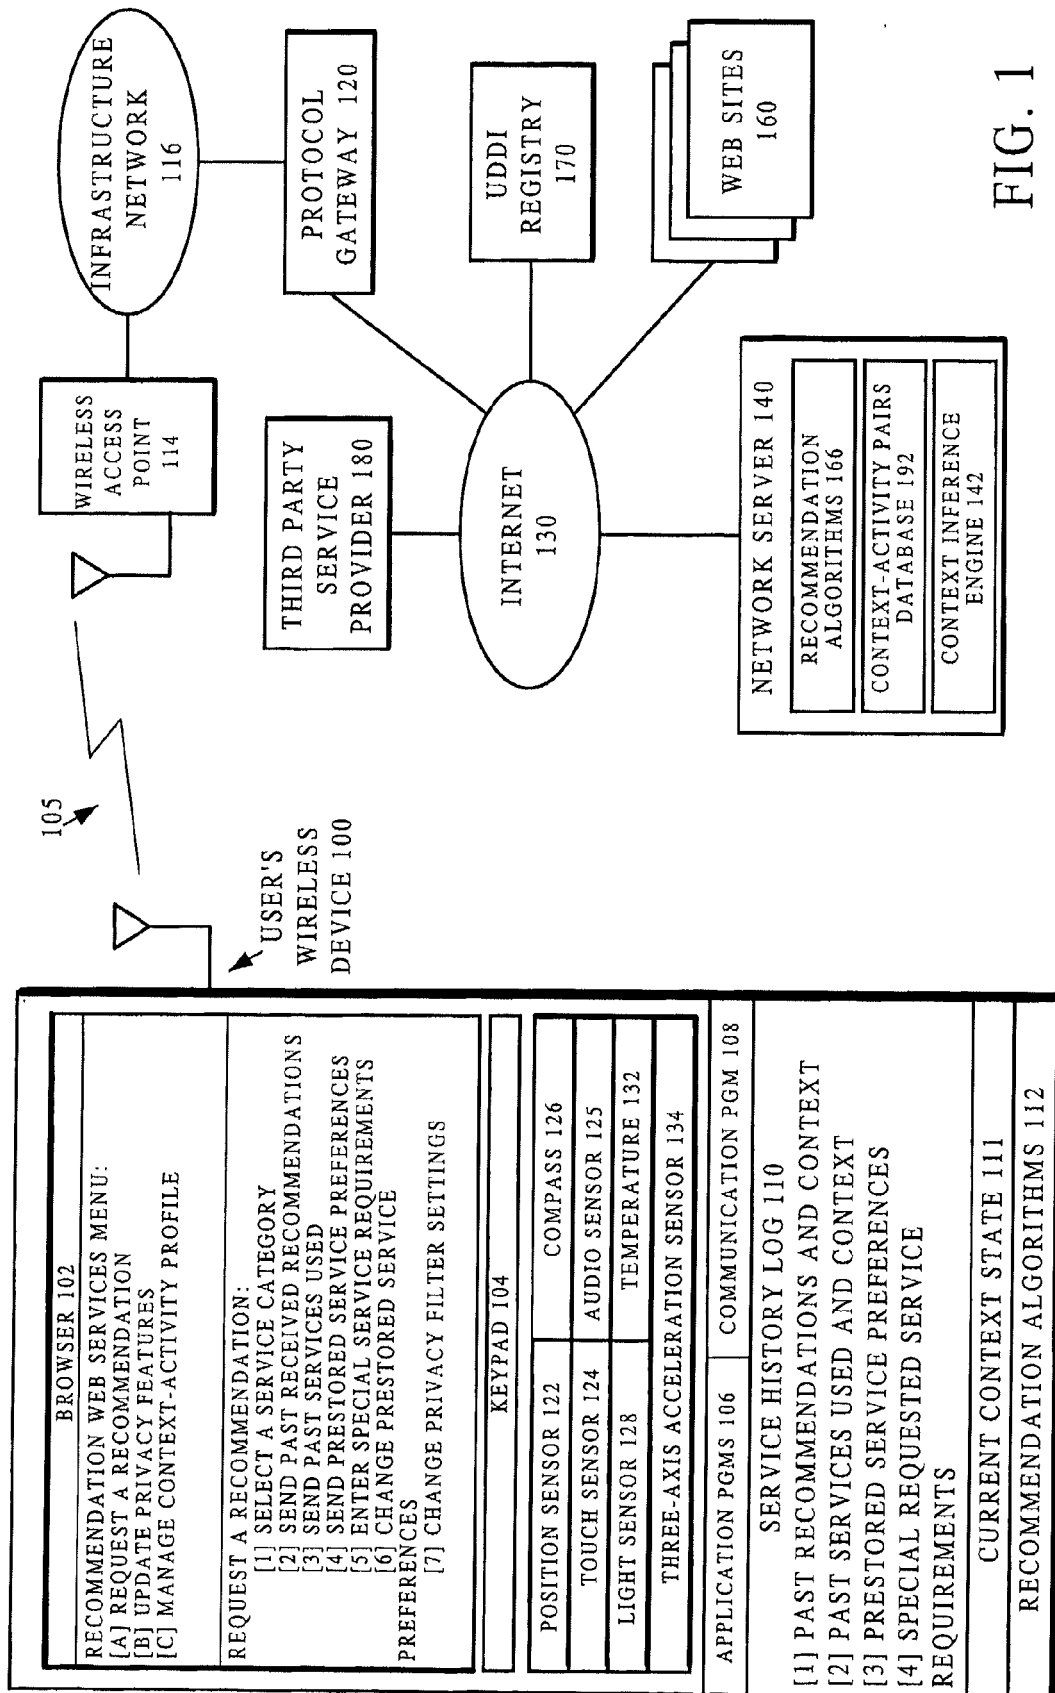 BROWSER 102
RECOMMENDATION WEB SERVICES MENU:
[A] REQUEST A RECOMMENDATION
[B] UPDATE PRIVACY FEATURES
[C] MANAGE CONTEXT-ACTIVITY PROFILE
REQUEST A RECOMMENDATION:
[1] SELECT A SERVICE CATEGORY
[2] SEND PAST RECEIVED RECOMMENDATIONS
[3] SEND PAST SERVICES USED
[4] SEND PRESTORED SERVICE PREFERENCES
[5] ENTER SPECIAL SERVICE REQUIREMENTS
[6] CHANGE PRESTORED SERVICE
PREFERENCES
[7] CHANGE PRIVACY FILTER SETTINGS
KEYPAD 104
POSITION SENSOR 122
COMPASS 126
TOUCH SENSOR 124
AUDIO SENSOR 125
LIGHT SENSOR 128
TEMPERATURE 132
THREE-AXIS ACCELERATION SENSOR 134
APPLICATION PGMS 106
COMMUNICATION PGM 108
SERVICE HISTORY LOG 110
[1] PAST RECOMMENDATIONS AND CONTEXT
[2] PAST SERVICES USED AND CONTEXT
[3] PRESTORED SERVICE PREFERENCES
[4] SPECIAL REQUESTED SERVICE
REQUIREMENTS
CURRENT CONTEXT STATE 111
RECOMMENDATION ALGORITHMS 112
USER'S
WIRELESS
DEVICE 100
105
WIRELESS
ACCESS
POINT
114
INFRASTRUCTURE
NETWORK
116
PROTOCOL
GATEWAY 120
THIRD PARTY
SERVICE
PROVIDER 180
INTERNET
130
UDDI
REGISTRY
170
WEB SITES
160
NETWORK SERVER 140
RECOMMENDATION
ALGORITHMS 166
CONTEXT-ACTIVITY PAIRS
DATABASE 192
CONTEXT INFERENCE
ENGINE 142
FIG. 1